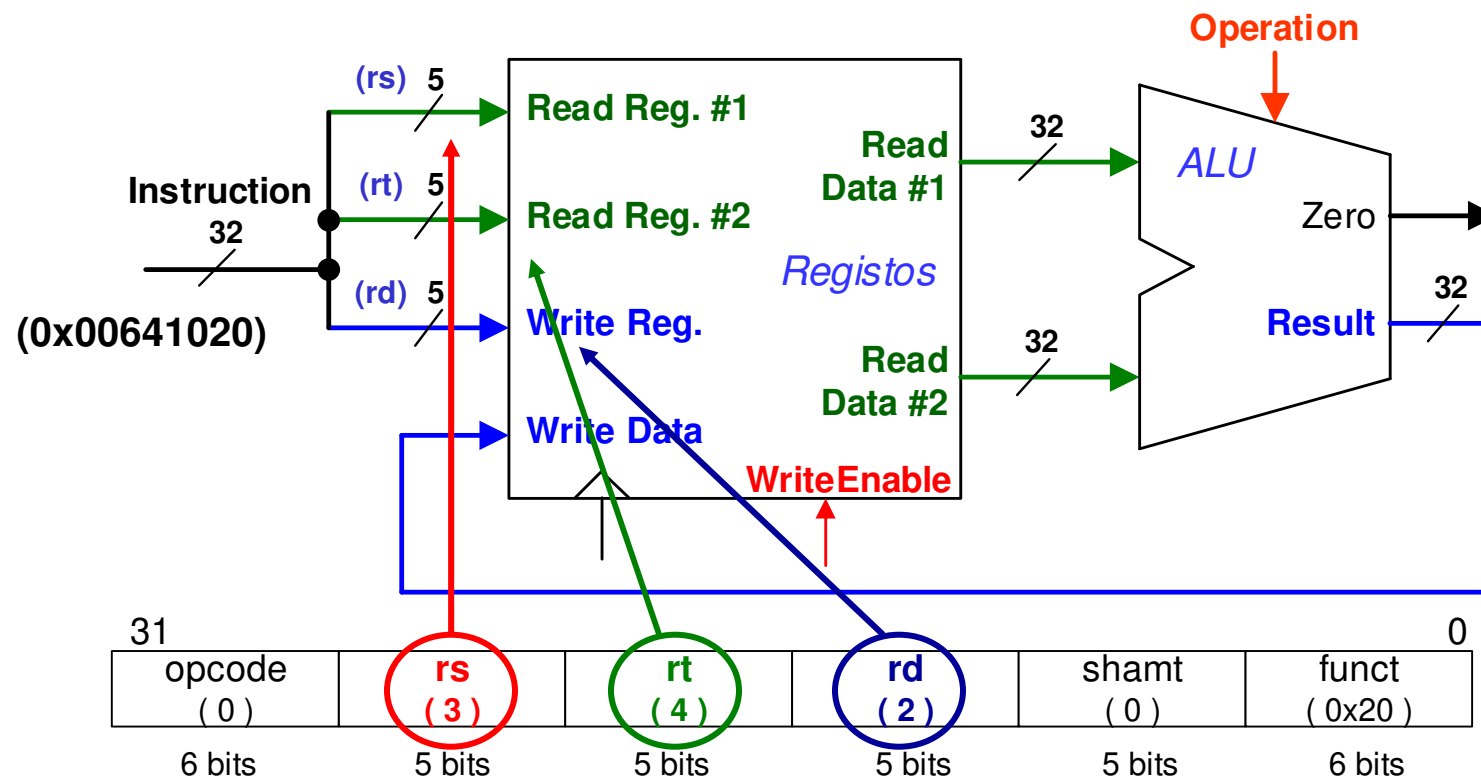 Operation
(rs) 5
Read Reg. #1
32
Read
Data #1
ALU
Instruction
32
(rt) 5
Read Reg. #2
Zero
Registos
(rd) 5
Write Reg.
32
Result
(0x00641020)
32
Read
Data #2
Write Data
WriteEnable
31 0
opcode rs rt rd shamt funct
( 0 ) ( 3 ) ( 4 ) ( 2 ) ( 0 ) ( 0x20 )
6 bits 5 bits 5 bits 5 bits 5 bits 6 bits